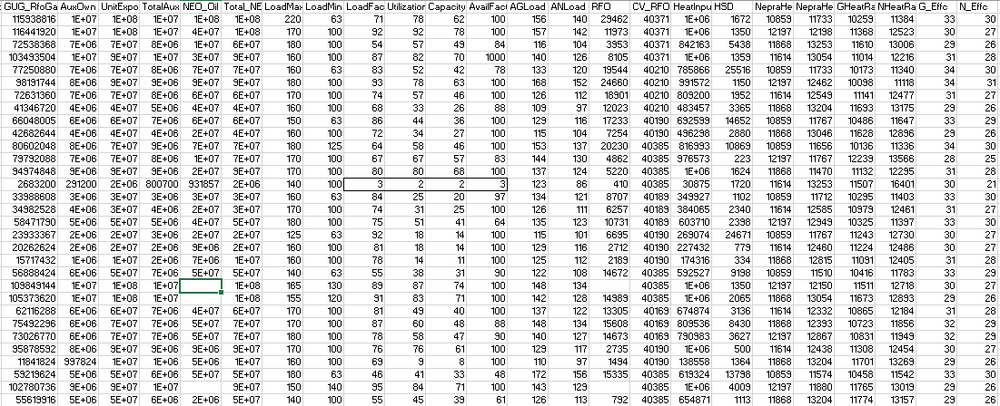 GUG_RfoGa AuxOwn UnitExpo TotalAux NEO_Oil Total_NE LoadMax LoadMin LoadFac Utilization Capacity AvailFact AGLoad ANLoad RFO CV_RFO HeatInpu HSD NepraHe NepraHe GHeatRa NHeatRa G_Effc N_Effc
115938816 1E+07 1E+08 1E+07 1E+08 1E+08 220 63 71 78 62 100 156 140 29462 40371 1E+06 1672 10859 11733 10259 11384 33 30
116441920 1E+07 1E+08 1E+07 4E+07 1E+08 170 100 92 92 78 100 157 142 11973 40371 1E+06 1350 12197 12198 11368 12523 30 27
72538368 7E+06 7E+07 8E+06 1E+07 7E+07 180 100 54 57 49 84 116 104 3953 40371 842163 5438 11868 13253 11610 13006 29 26
103493504 1E+07 9E+07 1E+07 3E+07 9E+07 160 100 87 82 70 1000 140 126 8105 40371 1E+06 1359 11614 13054 11014 12216 31 28
77250880 7E+06 7E+07 8E+06 7E+07 7E+07 160 63 83 52 42 78 133 120 19544 40210 785866 25516 10859 11733 10173 11340 34 30
98191744 8E+06 9E+07 9E+06 9E+07 9E+07 180 100 93 78 63 100 168 152 24660 40210 991572 1150 12197 12462 10098 11118 34 31
72631360 7E+06 7E+07 8E+06 7E+07 6E+07 170 100 74 57 46 100 126 112 18901 40210 809200 1952 11614 12549 11141 12477 31 27
41346720 4E+06 4E+07 5E+06 4E+07 4E+07 160 100 68 33 26 88 109 97 12023 40210 483457 3365 11868 13204 11693 13175 29 26
66048005 6E+06 6E+07 7E+06 6E+07 6E+07 150 63 86 44 36 100 129 116 17233 40190 692599 14652 10859 11767 10486 11647 33 29
42682644 4E+06 4E+07 4E+06 2E+07 4E+07 160 100 72 34 27 100 115 104 7254 40190 496298 2880 11868 13046 11628 12896 29 26
80602048 8E+06 7E+07 9E+06 7E+07 7E+07 180 125 64 58 46 100 153 137 20230 40385 816993 10869 10859 11656 10136 11336 34 30
79792088 7E+06 7E+07 8E+06 1E+07 7E+07 170 100 67 67 57 83 144 130 4862 40385 976573 223 12197 11767 12239 13566 28 25
94974848 9E+06 9E+07 9E+06 2E+07 9E+07 170 100 80 80 68 100 137 124 5220 40385 1E+06 1624 11868 11470 11132 12295 31 28
2683200 291200 2E+06 800700 931857 2E+06 140 100 3 2 2 3 123 86 410 40385 30875 1720 11614 13253 11507 16401 30 21
33988608 3E+06 3E+07 4E+06 3E+07 3E+07 160 63 84 25 20 97 134 121 8707 40189 349927 1102 10859 11712 10295 11403 33 30
34982528 4E+06 3E+07 4E+06 2E+07 3E+07 170 100 74 31 25 100 126 111 6257 40189 384065 2340 11614 12585 10979 12461 31 27
58471790 5E+06 5E+07 6E+06 4E+07 5E+07 180 100 75 51 41 64 135 123 10731 40189 603710 2398 12197 12949 10325 11397 33 30
23933367 2E+06 2E+07 3E+06 2E+07 2E+07 125 63 92 18 14 100 115 101 6695 40190 269074 24671 10859 11767 11243 12730 30 27
20262624 2E+06 2E+07 2E+06 9E+06 2E+07 160 100 81 18 14 100 129 116 2712 40190 227432 779 11614 12460 11224 12486 30 27
15717432 1E+06 1E+07 2E+06 7E+06 1E+07 160 100 78 14 11 100 125 112 2189 40190 174316 334 11868 12815 11091 12405 31 28
56888424 6E+06 5E+07 7E+06 5E+07 5E+07 140 63 55 38 31 90 122 108 14672 40385 592527 9198 10859 11510 10416 11783 33 29
109849144 1E+07 1E+08 1E+07 1E+08 165 130 89 87 74 100 148 134 40385 1E+06 1350 12197 12150 11511 12718 30 27
105373620 1E+07 1E+08 1E+07 1E+08 155 120 91 83 71 100 142 128 14989 40385 1E+06 2065 11868 13054 11673 12893 29 26
62116288 6E+06 6E+07 7E+06 4E+07 6E+07 170 100 81 49 40 100 137 122 13305 40169 674874 3136 11614 12332 10865 12184 31 28
75492296 6E+06 7E+07 7E+06 5E+07 7E+07 170 100 87 60 48 88 148 134 15608 40169 809536 8430 11868 12393 10723 11856 32 29
73026770 6E+06 7E+07 7E+06 5E+07 7E+07 180 100 78 58 47 90 140 127 14673 40169 790983 3627 12197 12867 10831 11949 32 29
95878592 9E+06 9E+07 1E+07 9E+06 9E+07 170 100 76 76 61 100 129 117 2735 40190 1E+06 500 11614 12438 11308 12454 30 27
11841824 997824 1E+07 1E+06 5E+06 1E+07 170 100 69 9 8 100 110 97 1494 40190 138558 1364 11868 13204 11701 13269 29 26
59219624 5E+06 5E+07 6E+06 5E+07 5E+07 180 63 46 41 33 48 172 156 15335 40385 619324 13798 10859 11574 10458 11542 33 30
102780736 9E+06 9E+07 1E+07 9E+07 150 100 95 84 71 100 143 129 40385 1E+06 4009 12197 11880 11765 13019 29 26
55619916 5E+06 5E+07 6E+06 2E+06 5E+07 140 100 55 45 39 61 126 113 792 40385 654871 1113 11868 13204 11774 13157 29 26